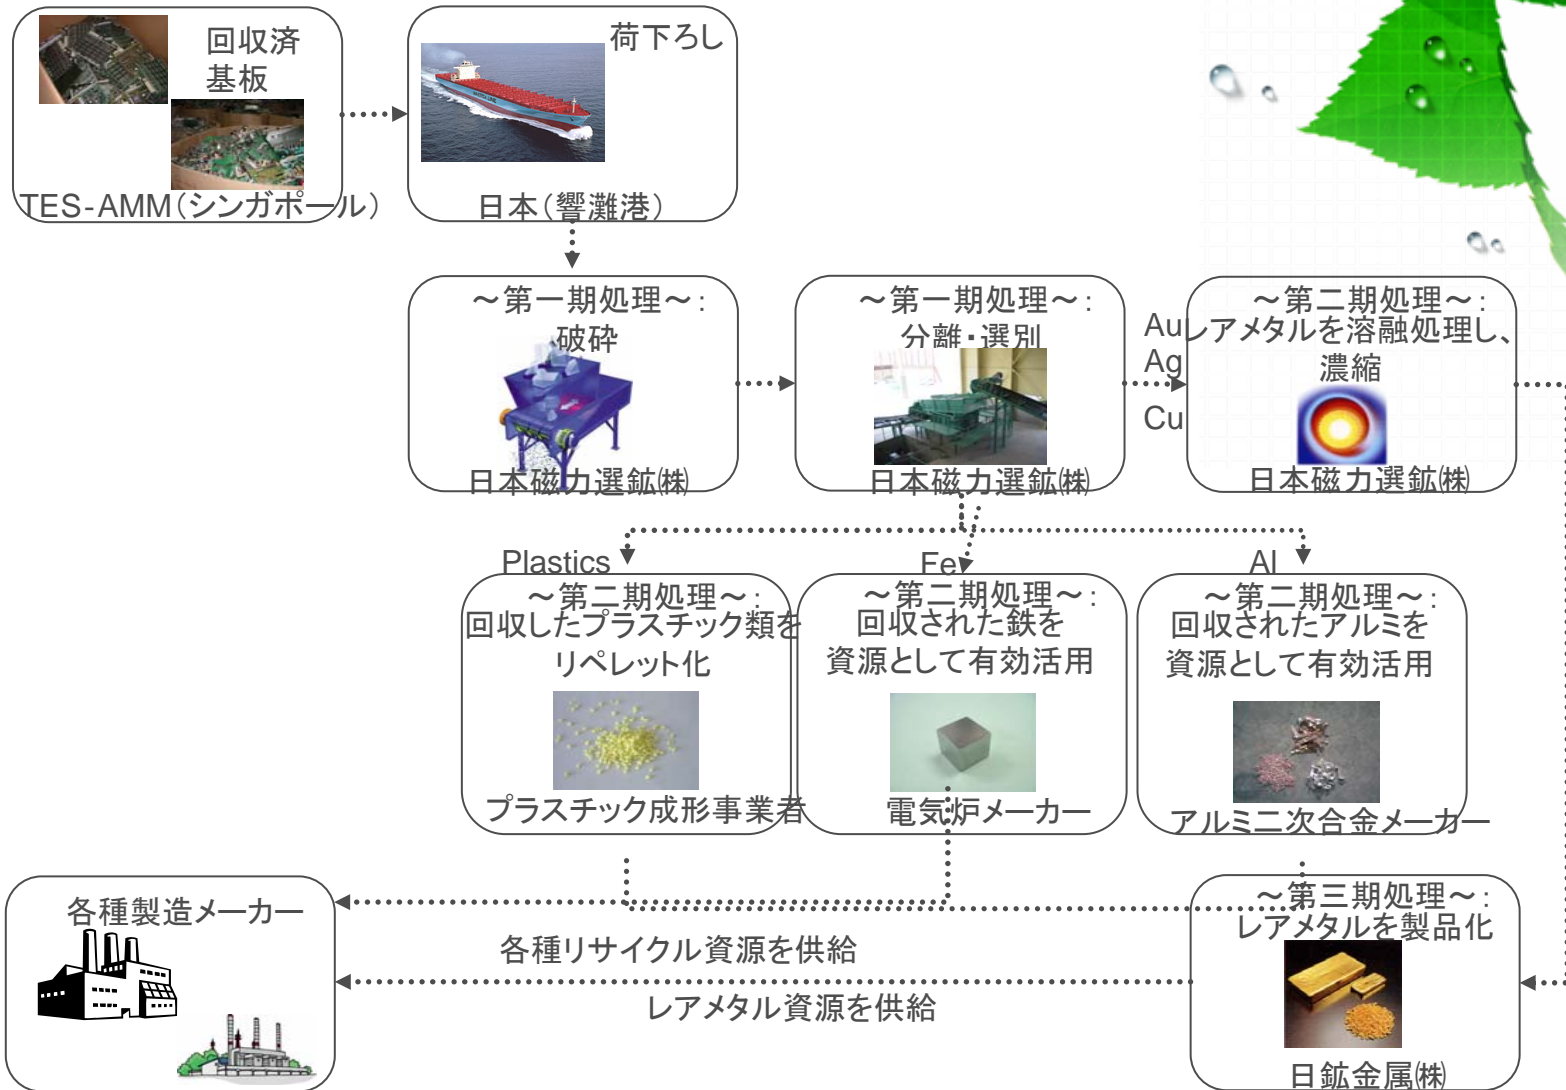 回収済
基板
TES-AMM（シンガポール）
荷下ろし
日本（響灘港）
～第一期処理～：
破砕
日本磁力選鉱㈱
～第一期処理～：
分離・選別
日本磁力選鉱㈱
Au
Ag
Cu
～第二期処理～：
レアメタルを溶融処理し、
濃縮
日本磁力選鉱㈱
Plastics
～第二期処理～：
回収したプラスチック類を
リペレット化
プラスチック成形事業者
Fe
～第二期処理～：
回収された鉄を
資源として有効活用
電気炉メーカー
Al
～第二期処理～：
回収されたアルミを
資源として有効活用
アルミ二次合金メーカー
各種製造メーカー
各種リサイクル資源を供給
レアメタル資源を供給
～第三期処理～：
レアメタルを製品化
日鉱金属㈱